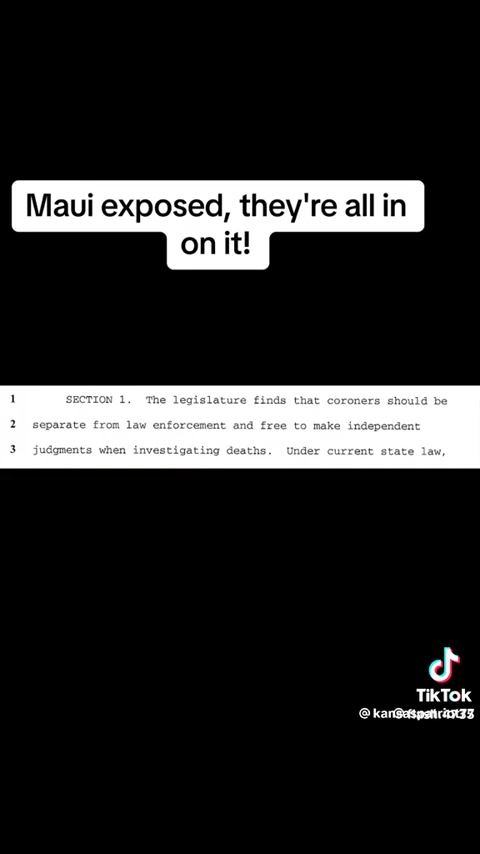 Maui exposed, they're all in
on it!
1 SECTION 1. The legislature finds that coroners should be
2 separate from law enforcement and free to make independent
3 judgments when investigating deaths. Under current state law,
TikTok